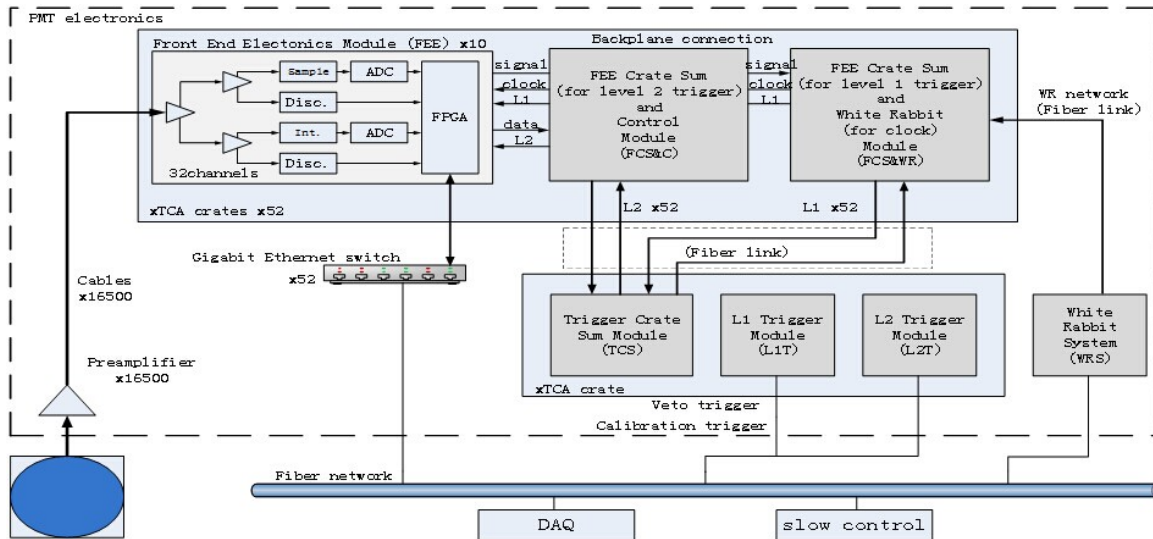 PMT electronics
Front End Electonics Module (FEE) x10
Backplane connection
Sample
ADC
Disc.
Int.
ADC
Disc.
FPGA
32channels
signal
clock
L1
data
L2
FEE Crate Sum
(for level 2 trigger)
and
Control
Module
(FCS&C)
signal
clock
L1
FEE Crate Sum
(for level 1 trigger)
and
White Rabbit
(for clock)
Module
(FCS&WR)
WR network
(Fiber link)
xTCA crates x52
L2 x52
L1 x52
Gigabit Ethernet switch
x52
(Fiber link)
Cables
x16500
Trigger Crate
Sum Module
(TCS)
L1 Trigger
Module
(L1T)
L2 Trigger
Module
(L2T)
White
Rabbit
System
(WRS)
Preamplifier
x16500
xTCA crate
Veto trigger
Calibration trigger
Fiber network
DAQ
slow control